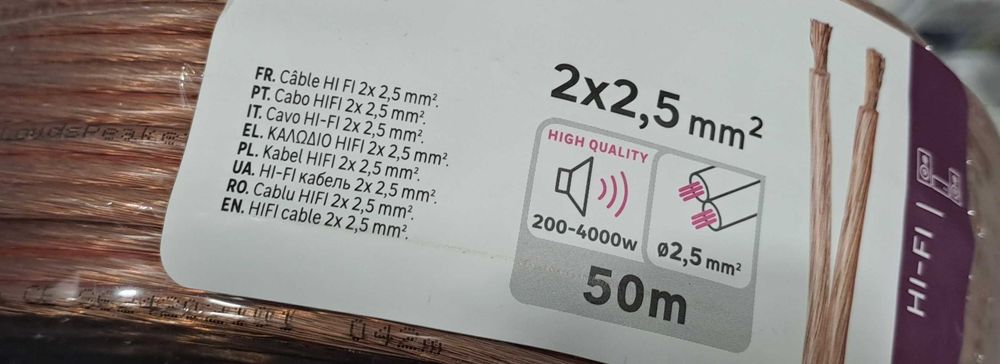 FR. Câble HI FI 2x 2,5 mm².
PT. Cabo HIFI 2x 2,5 mm².
IT. Cavo HI-FI 2x 2,5 mm².
EL. ΚΑΛΩΔΙΟ HIFI 2x 2,5 mm².
PL. Kabel HIFI 2x 2,5 mm².
UA. HI-FI кабель 2x 2,5 mm².
RO. Cablu HIFI 2x 2,5 mm².
EN. HIFI cable 2x 2,5 mm².
2x2,5 mm²
HIGH QUALITY
200-4000w
ø2,5 mm²
50m
HI-FI
Loudspeake
042m